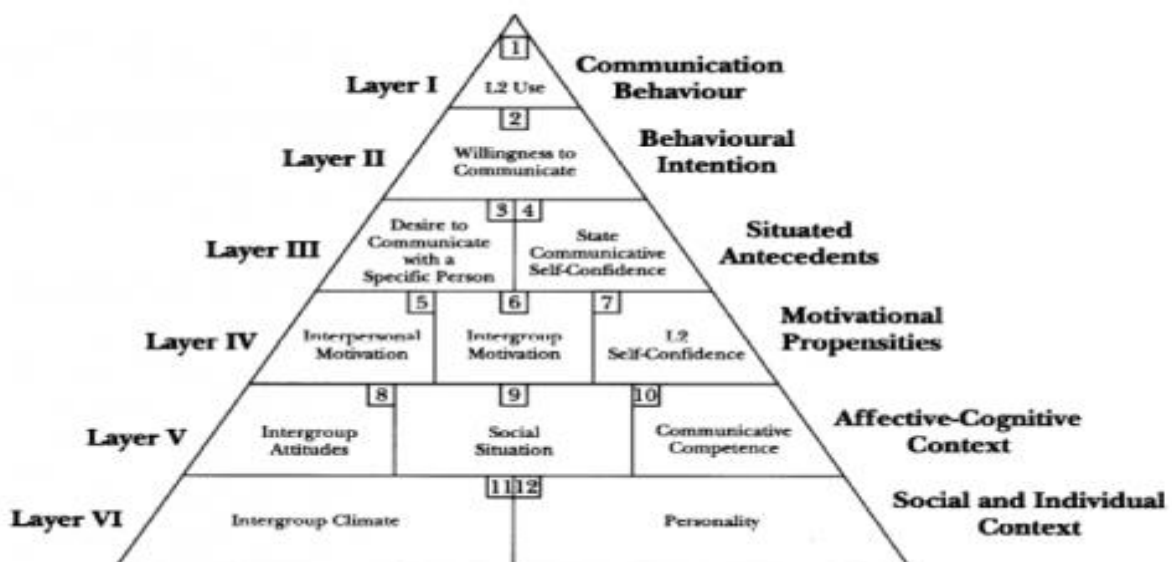 1
Layer I
L2 Use
Communication
Behaviour
2
Layer II
Willingness to
Communicate
Behavioural
Intention
3 4
Layer III
Desire to
Communicate
with a
Specific Person
State
Communicative
Self-Confidence
Situated
Antecedents
5 6 7
Layer IV
Interpersonal
Motivation
Intergroup
Motivation
L2
Self-Confidence
Motivational
Propensities
8 9 10
Layer V
Intergroup
Attitudes
Social
Situation
Communicative
Competence
Affective-Cognitive
Context
11 12
Layer VI
Intergroup Climate
Personality
Social and Individual
Context